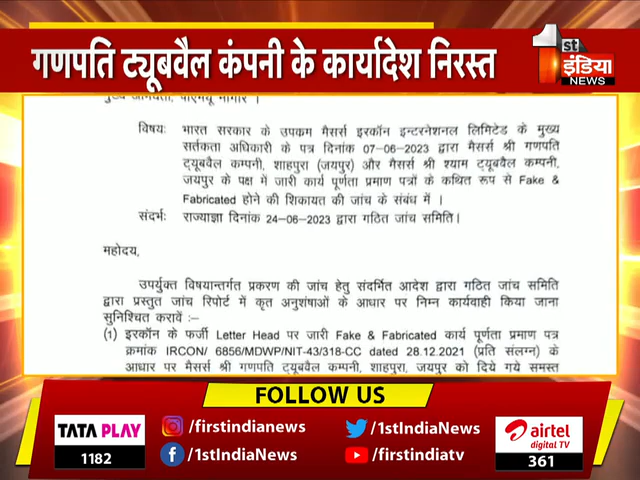 गणपति ट्यूबवैल कंपनी के कार्यादेश निरस्त
1st
इंडिया
NEWS
विषय: भारत सरकार के उपकम मैसर्स इरकॉन इन्टरनेशनल लिमिटेड के मुख्य
सर्तकता अधिकारी के पत्र दिनांक 07-06-2023 द्वारा मैसर्स श्री गणपति
ट्यूबवैल कम्पनी, शाहपुरा (जयपुर) और मैसर्स श्री श्याम ट्यूबवैल कम्पनी,
जयपुर के पक्ष में जारी कार्य पूर्णता प्रमाण पत्रों के कथित रूप से Fake &
Fabricated होने की शिकायत की जांच के संबंध में ।
संदर्भ: राज्याज्ञा दिनांक 24-06-2023 द्वारा गठित जांच समिति।
महोदय,
उपर्युक्त विषयान्तर्गत प्रकरण की जांच हेतु संदर्भित आदेश द्वारा गठित जांच समिति
द्वारा प्रस्तुत जांच रिपोर्ट में कृत अनुशंषाओं के आधार पर निम्न कार्यवाही किया जाना
सुनिश्चित करावें :-
(1) इरकॉन के फर्जी Letter Head पर जारी Fake & Fabricated कार्य पूर्णता प्रमाण पत्र
क्रमांक IRCON/ 6856/MDWP/NIT-43/318-CC dated 28.12.2021 (प्रति संलग्न) के
आधार पर मैसर्स श्री गणपति ट्यूबवैल कम्पनी, शाहपुरा, जयपुर को दिये गये समस्त
FOLLOW US
TATA PLAY
1182
/firstindianews
/1stIndiaNews
/1stIndiaNews
/firstindiatv
airtel
digital TV
361